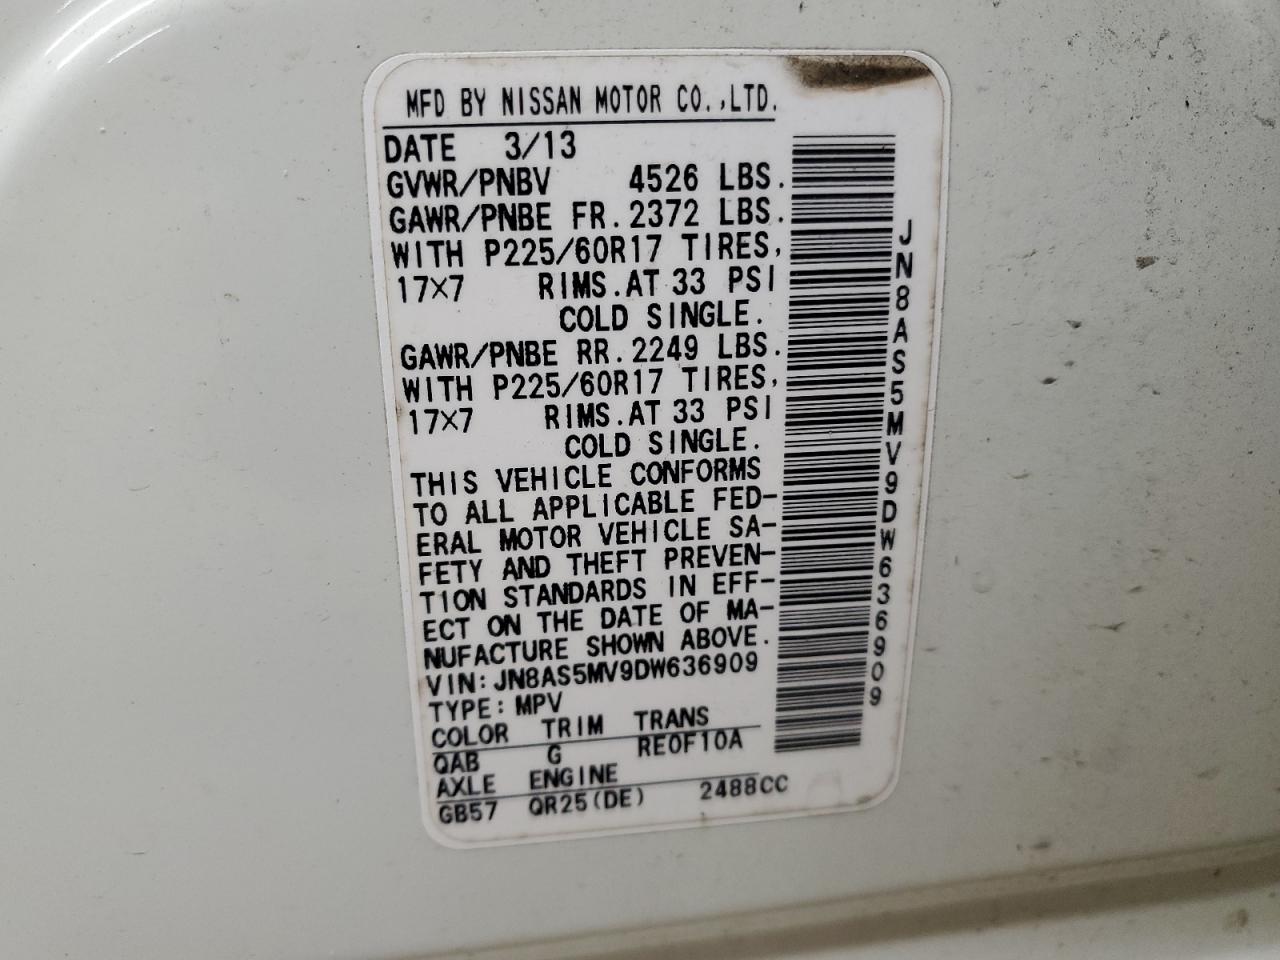 MFD BY NISSAN MOTOR CO.,LTD.
DATE 3/13
GVWR/PNBV 4526 LBS.
GAWR/PNBE FR. 2372 LBS.
WITH P225/60R17 TIRES,
17×7 RIMS. AT 33 PSI
COLD SINGLE.
GAWR/PNBE RR. 2249 LBS.
WITH P225/60R17 TIRES,
17×7 RIMS. AT 33 PSI
COLD SINGLE.
THIS VEHICLE CONFORMS
TO ALL APPLICABLE FED-
ERAL MOTOR VEHICLE SA-
FETY AND THEFT PREVEN-
TION STANDARDS IN EFF-
ECT ON THE DATE OF MA-
NUFACTURE SHOWN ABOVE.
VIN: JN8AS5MV9DW636909
TYPE: MPV
COLOR TRIM TRANS
QAB G RE0F10A
AXLE ENGINE
GB57 QR25(DE) 2488CC
JN8AS5MV9DW636909